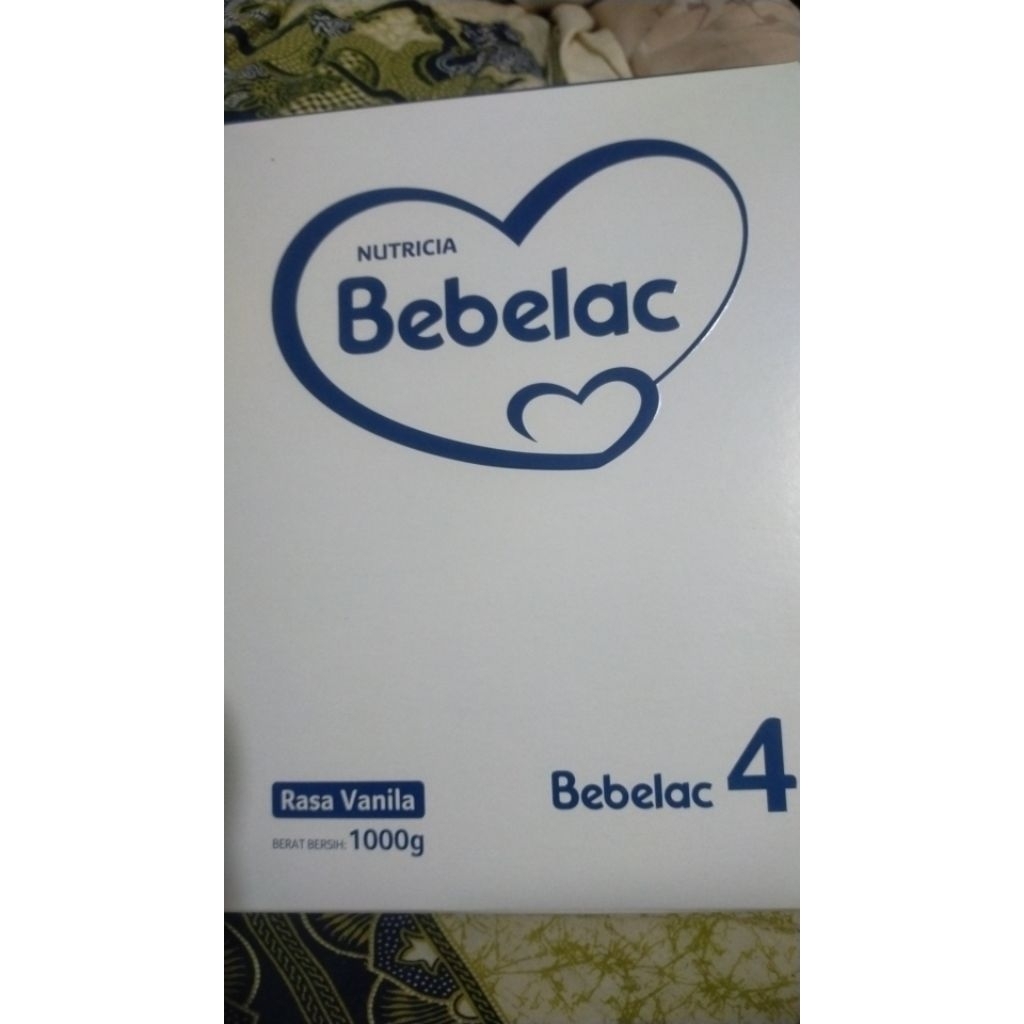 NUTRICIA
Bebelac
Rasa Vanila
BERAT BERSIH: 1000g
Bebelac 4